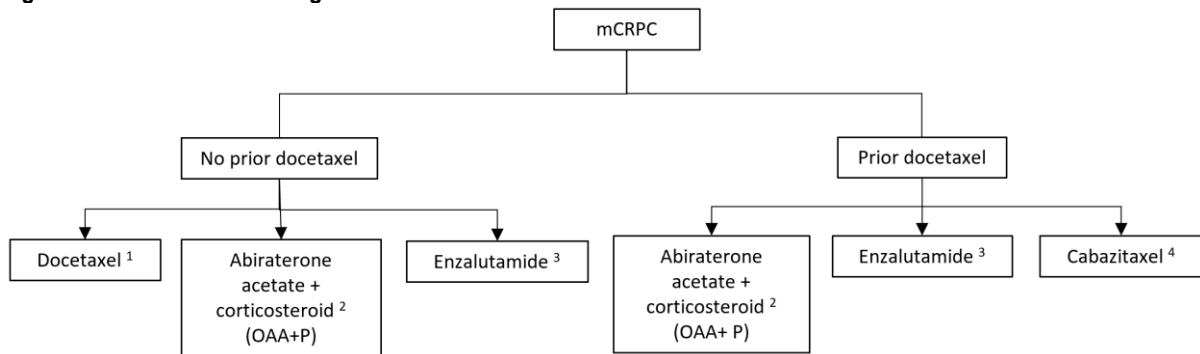 mCRPC
No prior docetaxel
Prior docetaxel
Docetaxel 1
Abiraterone
acetate +
corticosteroid 2
(OAA+P)
Enzalutamide 3
Abiraterone
acetate +
corticosteroid 2
(OAA+ P)
Enzalutamide 3
Cabazitaxel 4